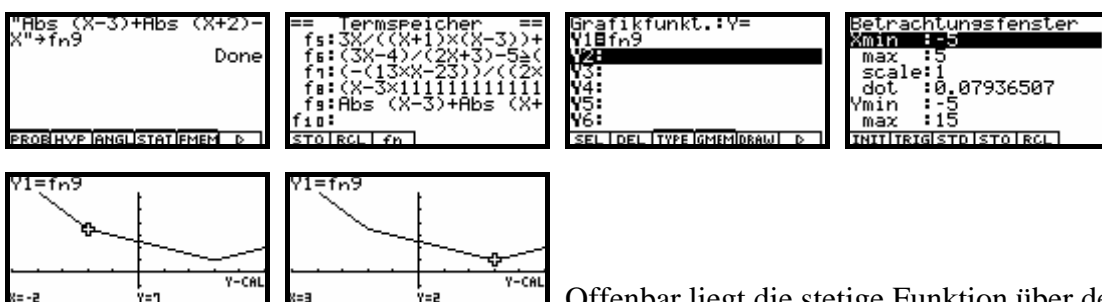 "Abs (X-3)+Abs (X+2)-
X"→fn9
Done
PROB HYP ANGL STAT FMEM ▷
== Termspeicher ==
f5:3X/((X+1)×(X-3))+
f6:(3X-4)/(2X+3)-5≥(
f7:(-(13×X-23))/((2×
f8:(X-3×11111111111
f9:Abs (X-3)+Abs (X+
f10:
STO RCL fn
Grafikfunkt.:Y=
Y1=fn9
Y2:
Y3:
Y4:
Y5:
Y6:
SEL DEL TYPE GMEM DRAW ▷
Betrachtungsfenster
Xmin :-5
max :5
scale:1
dot :0.07936507
Ymin :-5
max :15
INIT TRIG STD STO RCL
Y1=fn9
Y-CAL
X=-2 Y=7
Y1=fn9
Y-CAL
X=3 Y=2
Offenbar liegt die stetige Funktion über de